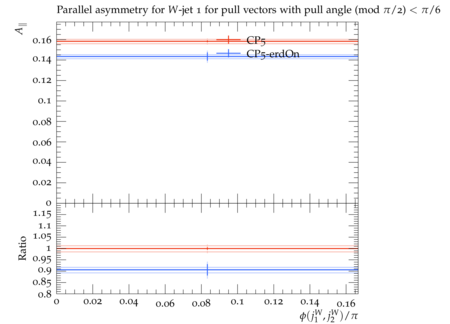 Parallel asymmetry for W-jet 1 for pull vectors with pull angle (mod π/2) < π/6
A∥
0.16
0.14
0.12
0.1
0.08
0.06
0.04
0.02
0
CP5
CP5-erdOn
Ratio
1.15
1.1
1.05
1
0.95
0.9
0.85
0.8
0 0.02 0.04 0.06 0.08 0.1 0.12 0.14 0.16
ϕ(j₁ᵂ, j₂ᵂ)/π